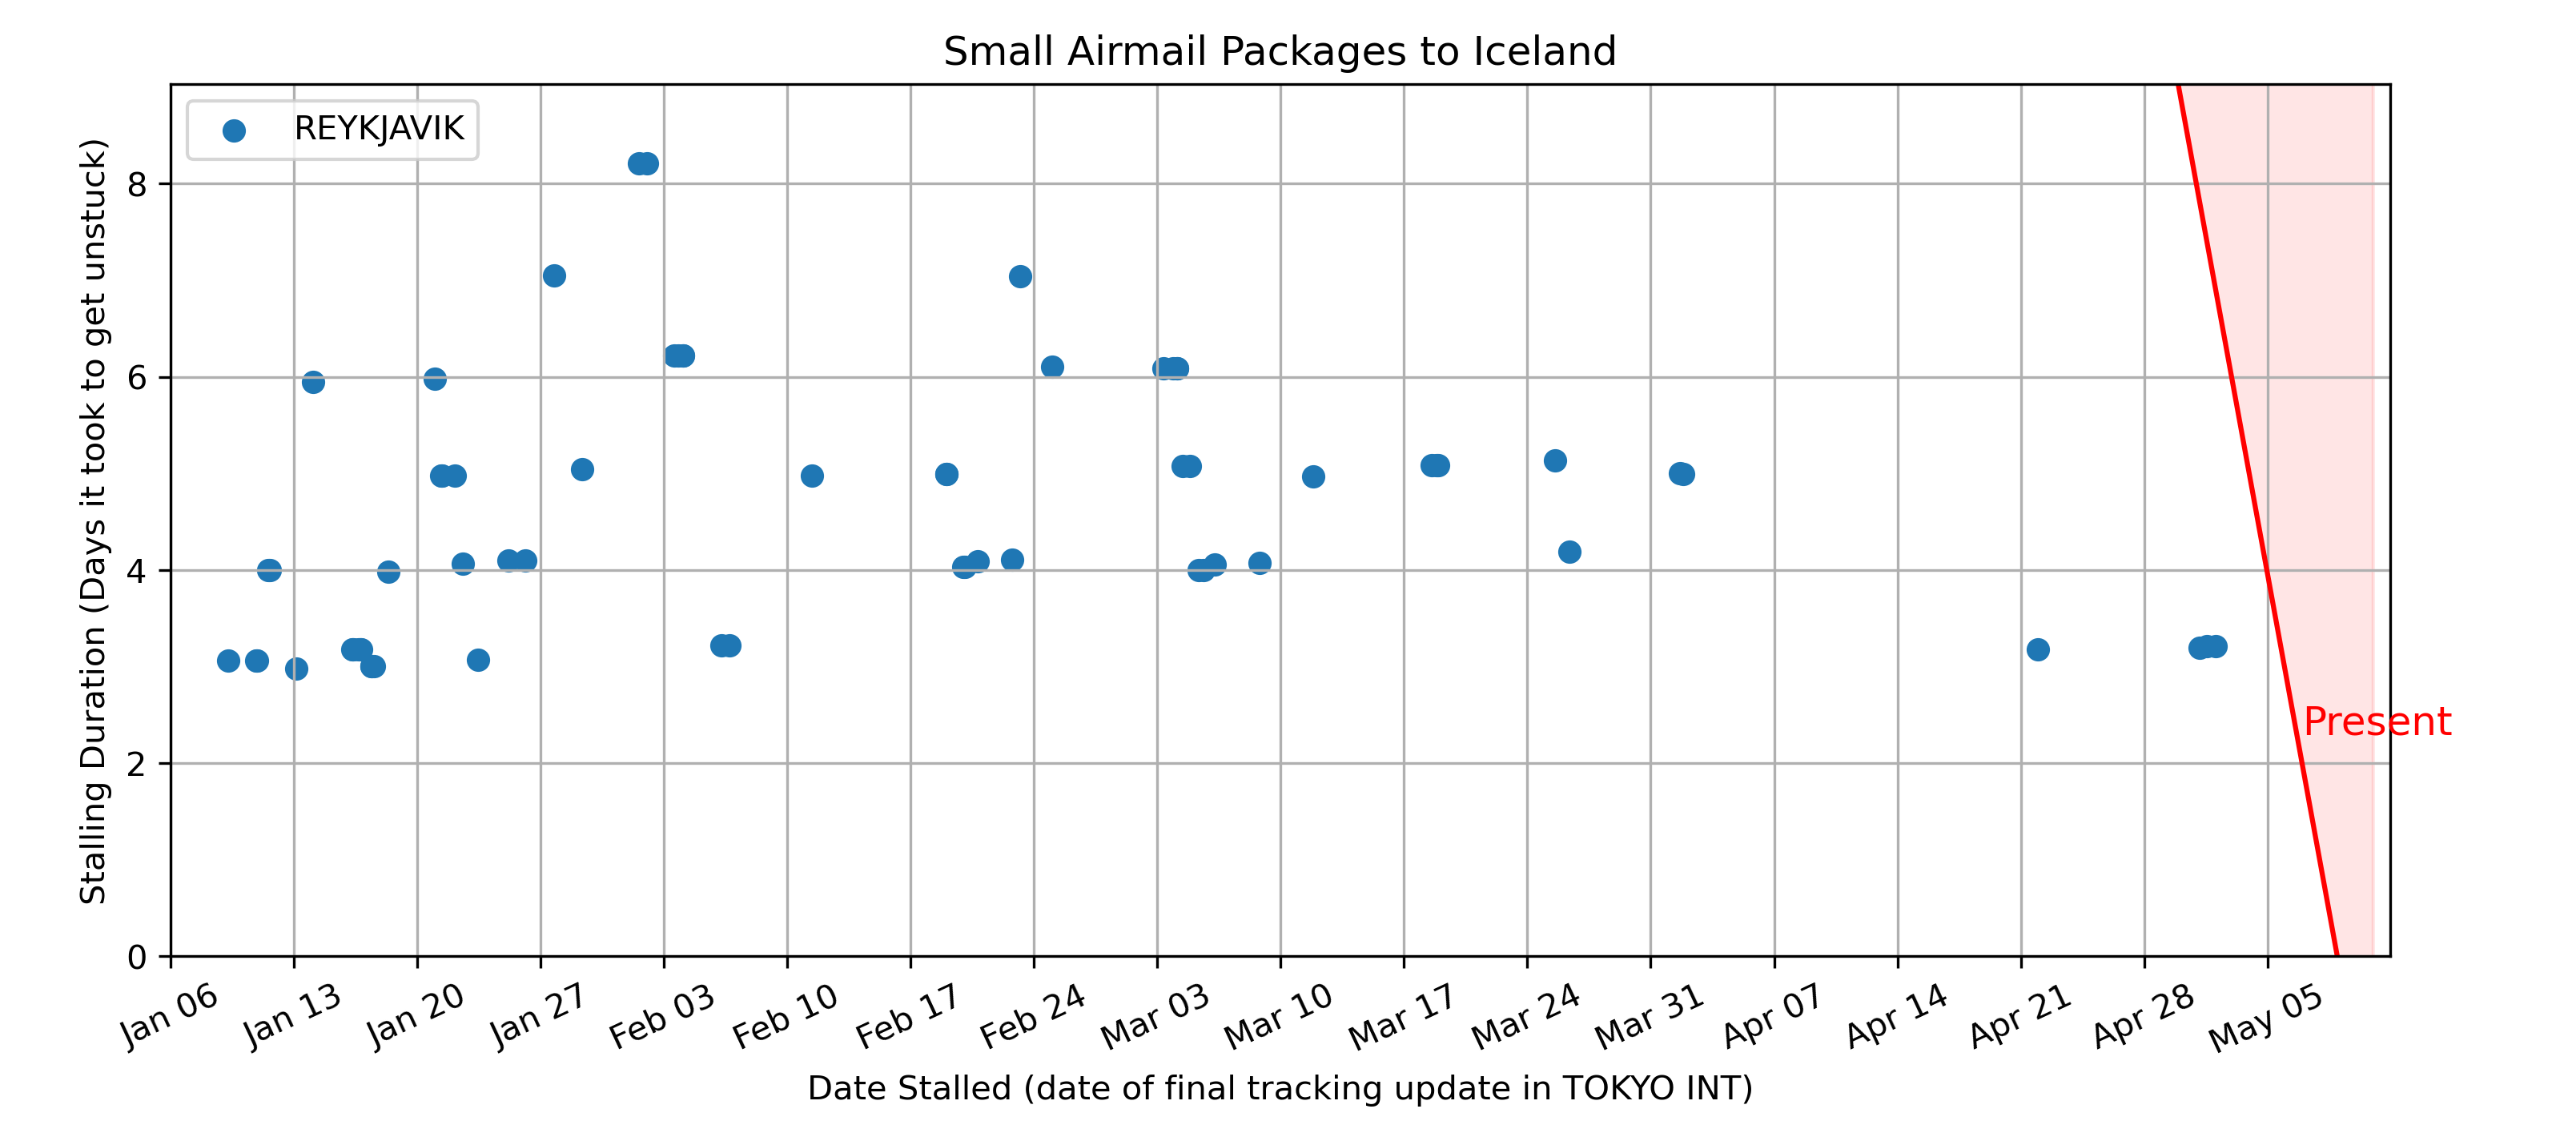 Small Airmail Packages to Iceland
REYKJAVIK
Stalling Duration (Days it took to get unstuck)
8
6
4
2
0
Present
Jan 06
Jan 13
Jan 20
Jan 27
Feb 03
Feb 10
Feb 17
Feb 24
Mar 03
Mar 10
Mar 17
Mar 24
Mar 31
Apr 07
Apr 14
Apr 21
Apr 28
May 05
Date Stalled (date of final tracking update in TOKYO INT)